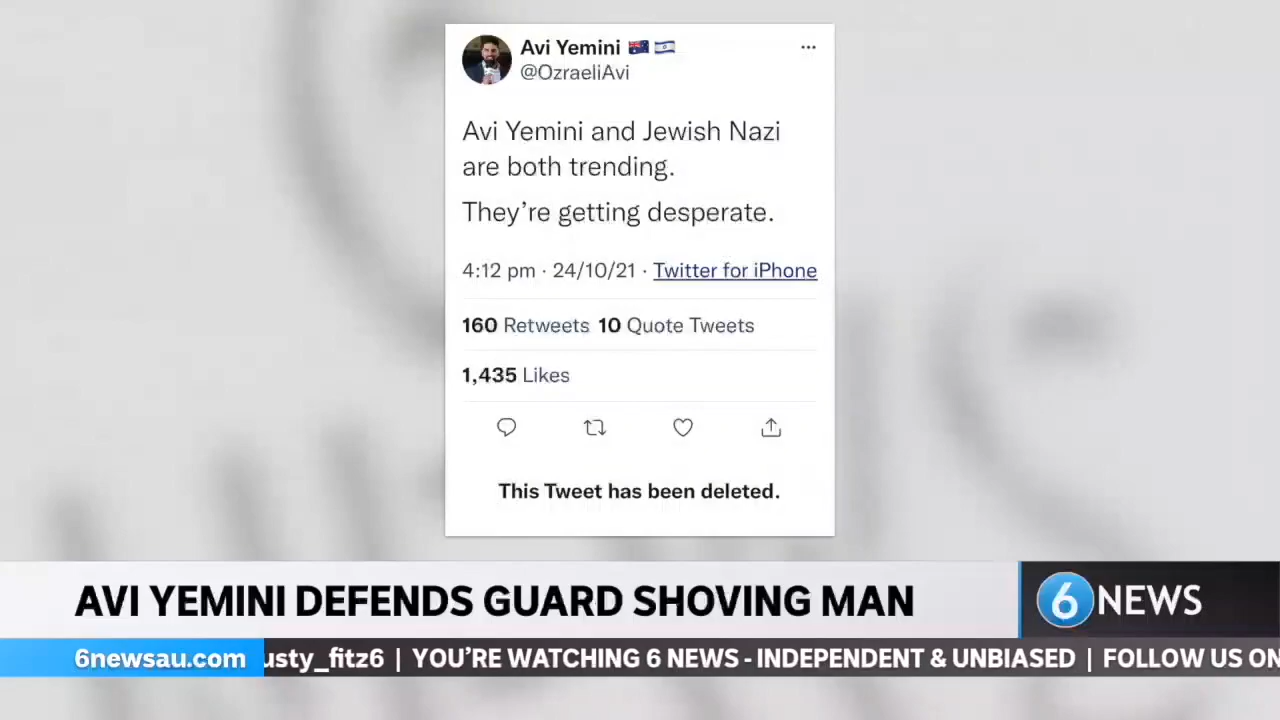 Avi Yemini
@OzraeliAvi
Avi Yemini and Jewish Nazi
are both trending.
They’re getting desperate.
4:12 pm · 24/10/21 · Twitter for iPhone
160 Retweets 10 Quote Tweets
1,435 Likes
This Tweet has been deleted.
AVI YEMINI DEFENDS GUARD SHOVING MAN
6 NEWS
6newsau.com
usty_fitz6 | YOU’RE WATCHING 6 NEWS - INDEPENDENT & UNBIASED | FOLLOW US ON